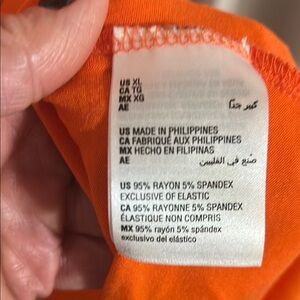 US XL
CA TG
MX XG
AE كبير جدًا
US MADE IN PHILIPPINES
CA FABRIQUÉ AUX PHILIPPINES
MX HECHO EN FILIPINAS
AE صنع في الفلبين
US 95% RAYON 5% SPANDEX
EXCLUSIVE OF ELASTIC
CA 95% RAYONNE 5% SPANDEX
ÉLASTIQUE NON COMPRIS
MX 95% rayón 5% spándex
exclusivo del elástico